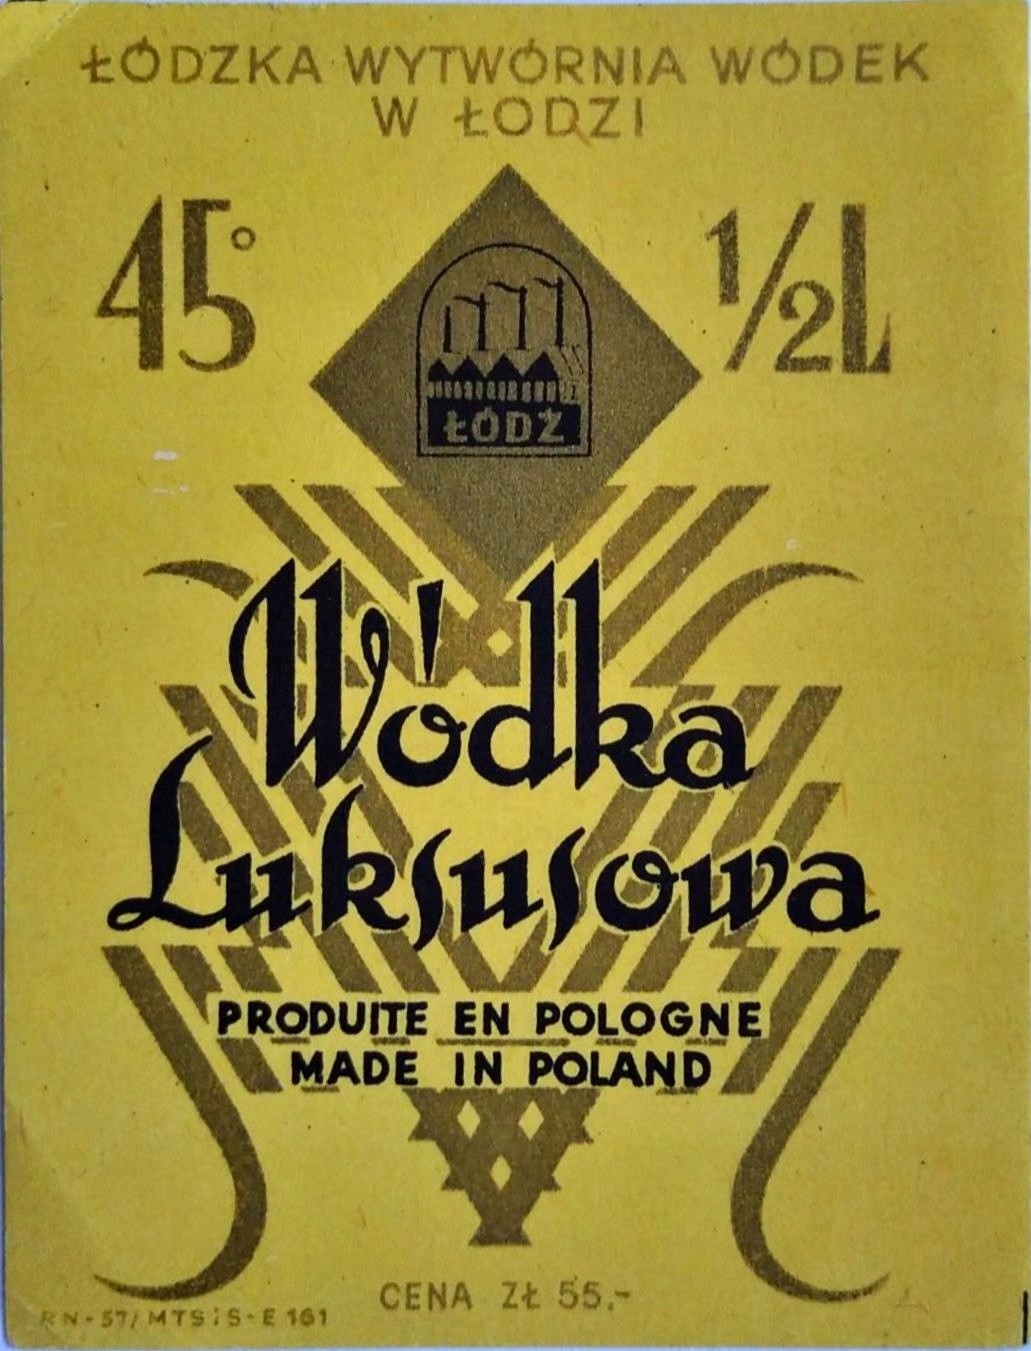 ŁÓDZKA WYTWÓRNIA WÓDEK
W ŁODZI
45° ½L
ŁÓDŹ
Wódka
Luksusowa
PRODUITE EN POLOGNE
MADE IN POLAND
CENA ZŁ 55.-
RN-57/MTSiS-E 161